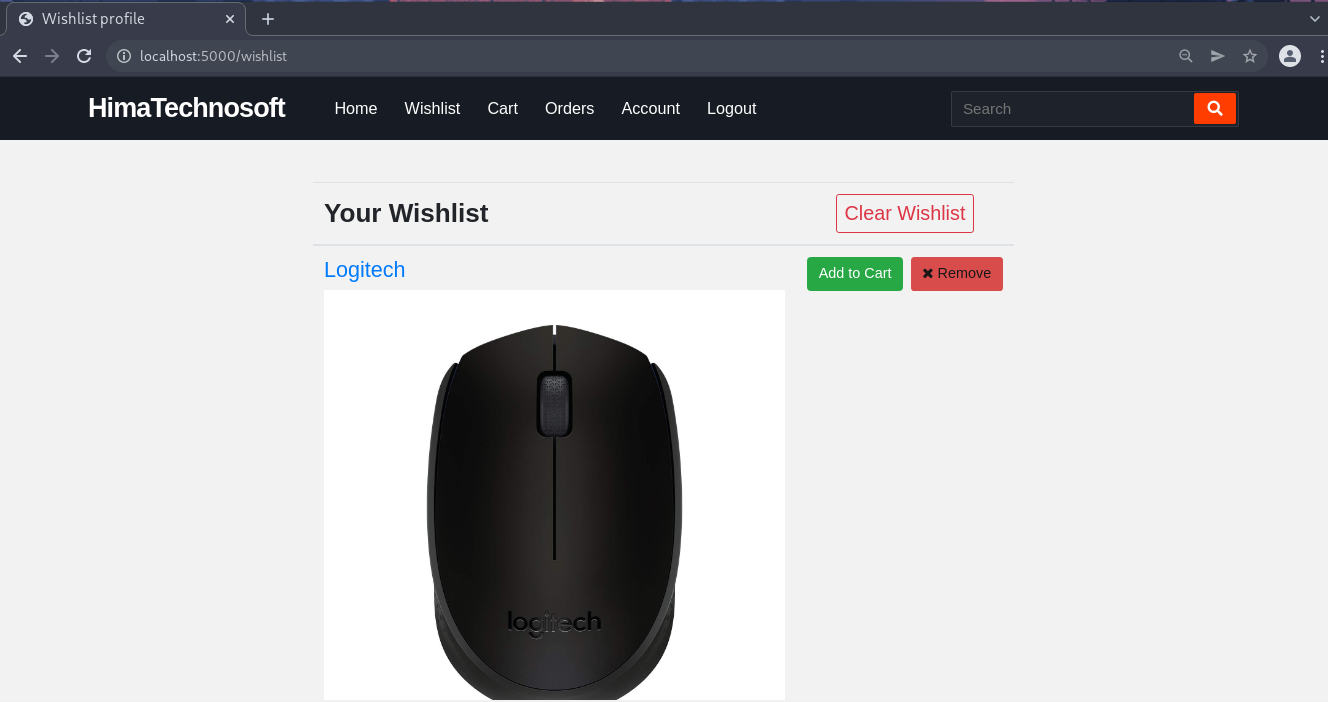 Wishlist profile
localhost:5000/wishlist
HimaTechnosoft Home Wishlist Cart Orders Account Logout Search
Your Wishlist Clear Wishlist
Logitech Add to Cart ✖ Remove
logitech